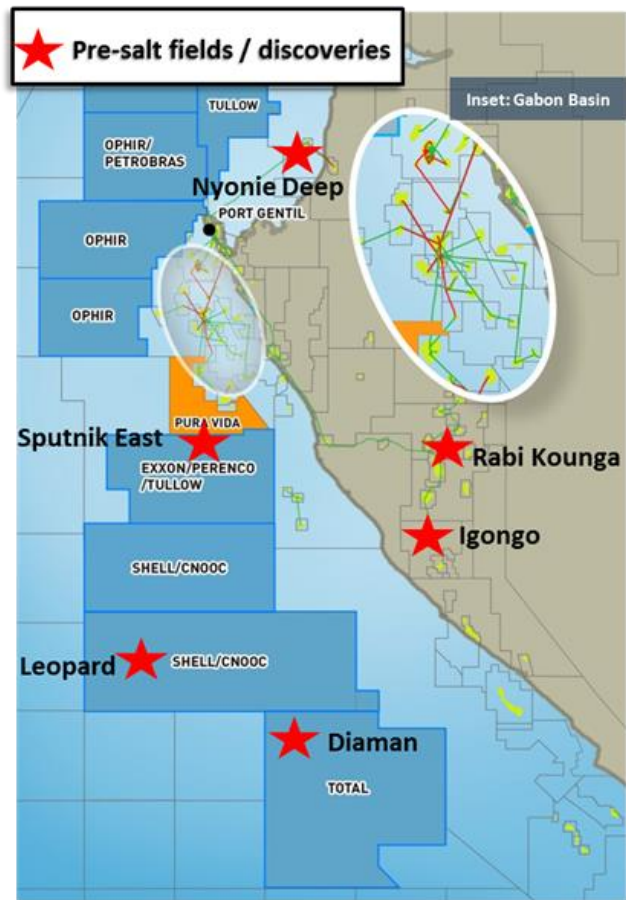 Pre-salt fields / discoveries
Inset: Gabon Basin
TULLOW
OPHIR/
PETROBRAS
Nyonie Deep
PORT GENTIL
OPHIR
OPHIR
PURA VIDA
Sputnik East
EXXON/PERENCO
/TULLOW
Rabi Kounga
Igongo
SHELL/CNOOC
Leopard
SHELL/CNOOC
Diaman
TOTAL